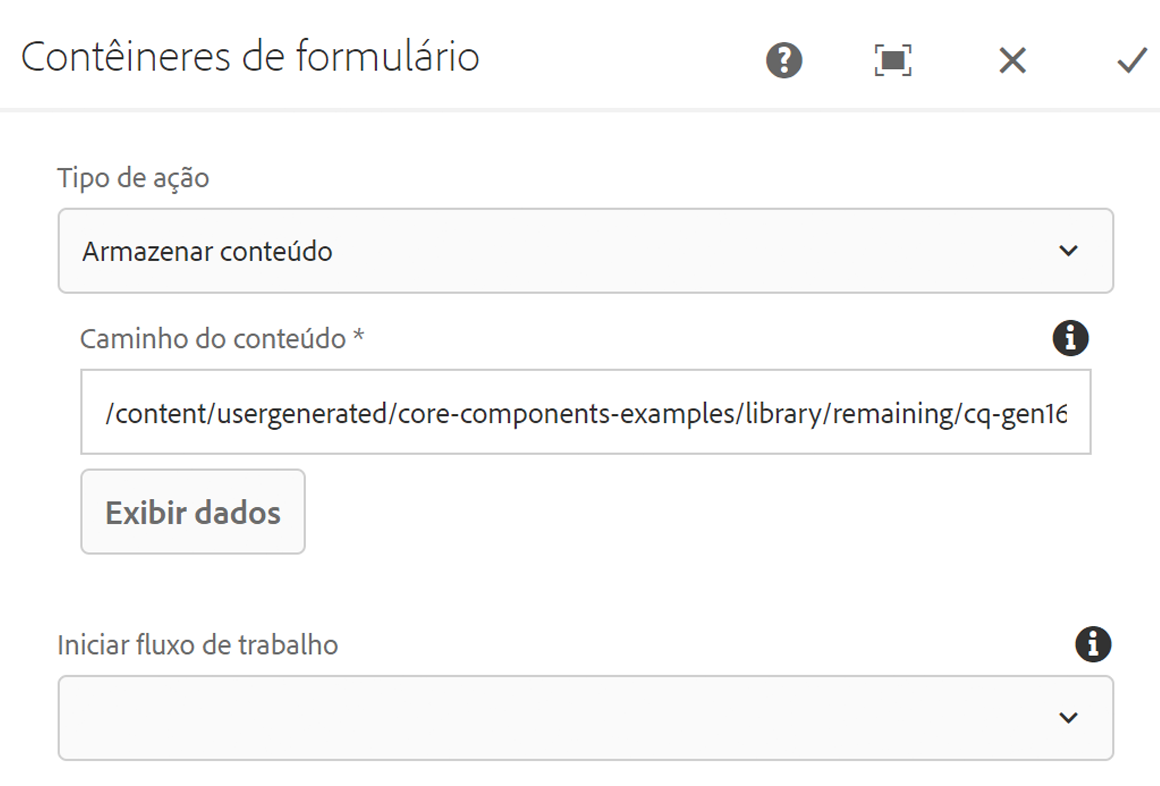 Contêineres de formulário
Tipo de ação
Armazenar conteúdo
Caminho do conteúdo *
/content/usergenerated/core-components-examples/library/remaining/cq-gen16
Exibir dados
Iniciar fluxo de trabalho